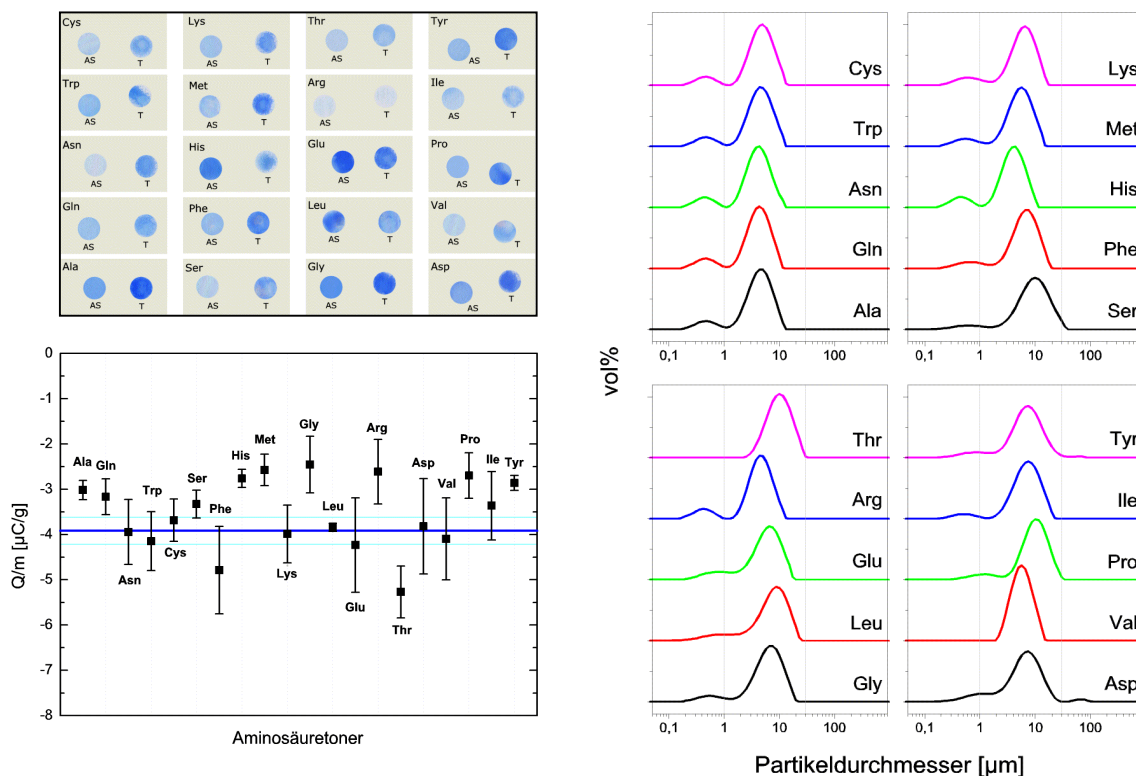 Cys Lys Thr Tyr
AS T AS T AS T AS T
Trp Met Arg Ile
AS T AS T AS T AS T
Asn His Glu Pro
AS T AS T AS T AS T
Gln Phe Leu Val
AS T AS T AS T AS T
Ala Ser Gly Asp
AS T AS T AS T AS T
Q/m [µC/g]
0
-1
-2
-3
-4
-5
-6
-7
-8
Ala
Gln
Asn
Trp
Cys
Ser
Phe
His
Met
Lys
Gly
Leu
Glu
Arg
Thr
Asp
Val
Pro
Ile
Tyr
Aminosäuretoner
vol%
Cys
Trp
Asn
Gln
Ala
0,1 1 10 100
Lys
Met
His
Phe
Ser
0,1 1 10 100
Thr
Arg
Glu
Leu
Gly
0,1 1 10 100
Tyr
Ile
Pro
Val
Asp
0,1 1 10 100
Partikeldurchmesser [µm]